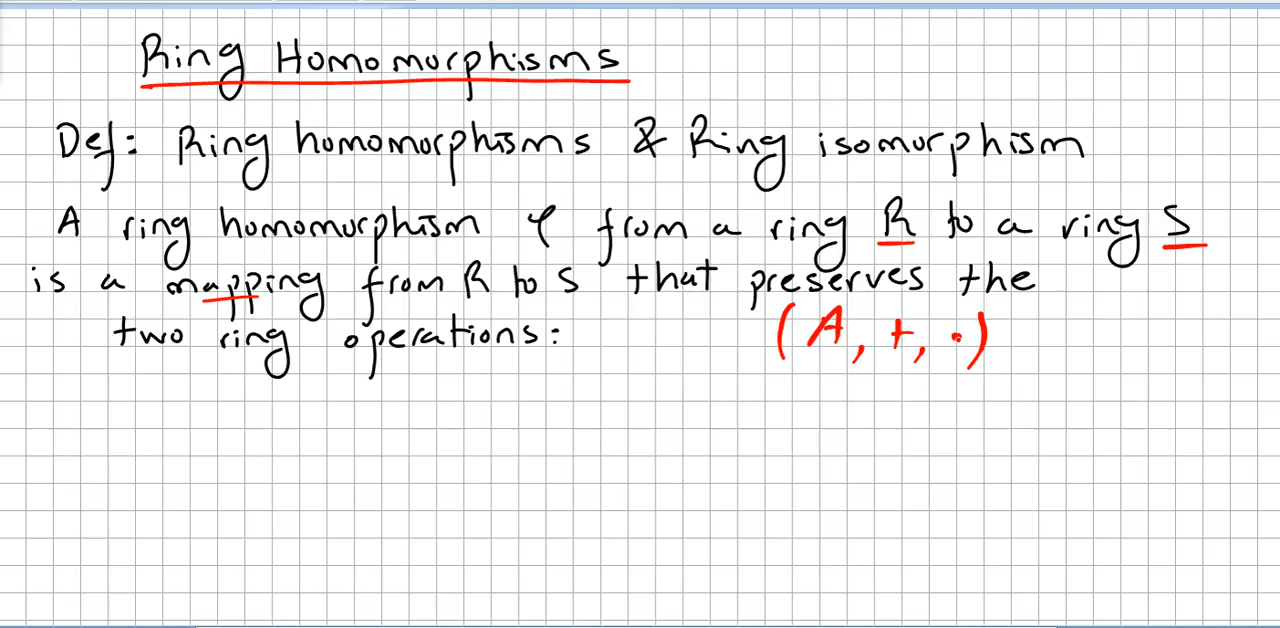 Ring Homomorphisms
Def: Ring homomorphisms & Ring isomorphism
A ring homomorphism φ from a ring R to a ring S
is a mapping from R to S that preserves the
two ring operations: (A, +, ·)